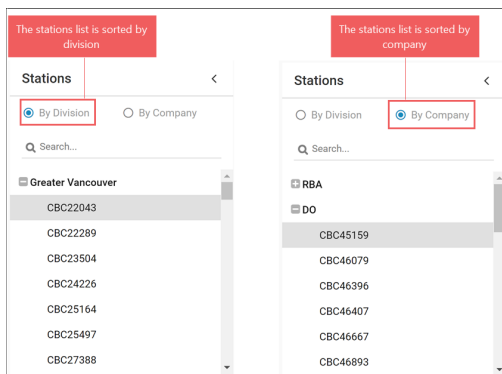 The stations list is sorted by
division
Stations
By Division
By Company
Search...
Greater Vancouver
CBC22043
CBC22289
CBC23504
CBC24226
CBC25164
CBC25497
CBC27388
The stations list is sorted by
company
Stations
By Division
By Company
Search...
RBA
DO
CBC45159
CBC46079
CBC46396
CBC46407
CBC46667
CBC46893